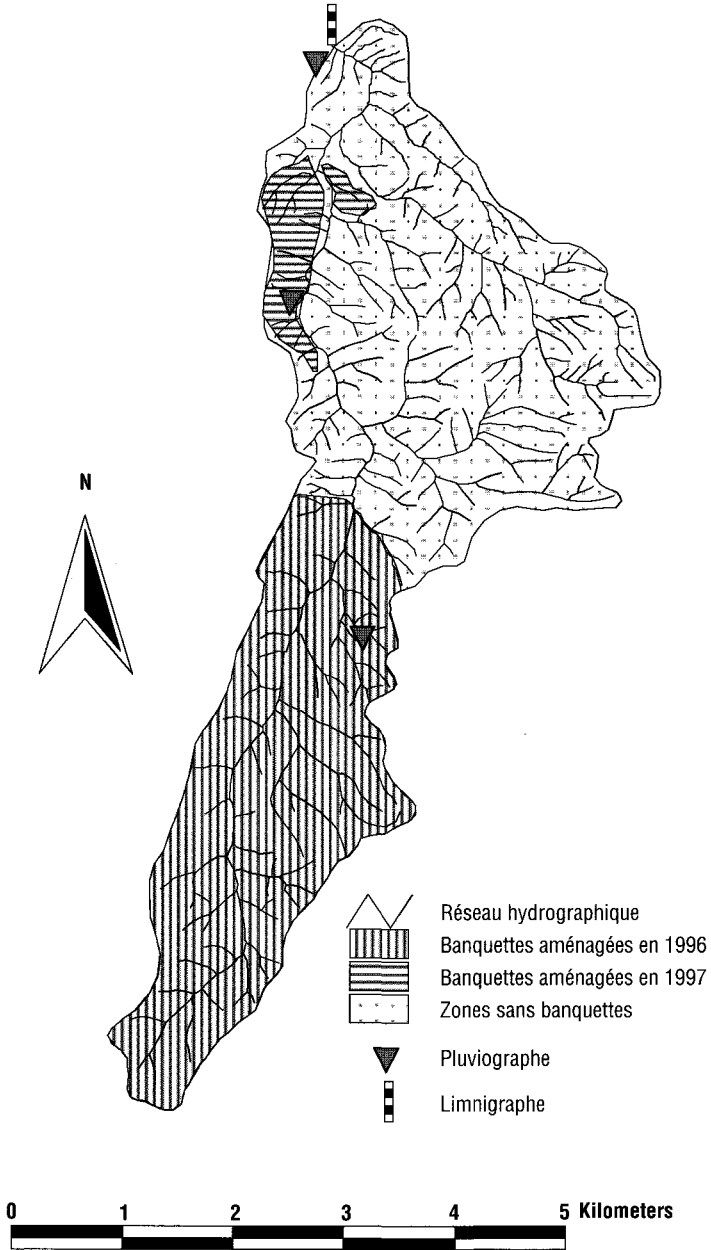 N
Réseau hydrographique
Banquettes aménagées en 1996
Banquettes aménagées en 1997
Zones sans banquettes
Pluviographe
Limnigraphe
0 1 2 3 4 5 Kilometers